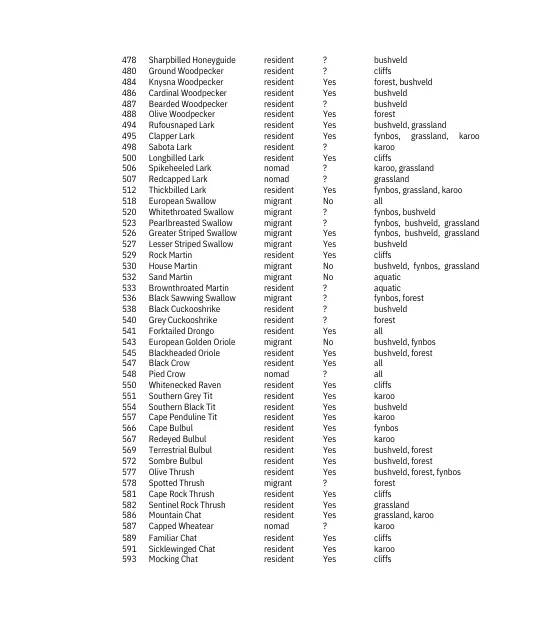 478 Sharpbilled Honeyguide resident ? bushveld
480 Ground Woodpecker resident ? cliffs
484 Knysna Woodpecker resident Yes forest, bushveld
486 Cardinal Woodpecker resident Yes bushveld
487 Bearded Woodpecker resident ? bushveld
488 Olive Woodpecker resident Yes forest
494 Rufousnaped Lark resident Yes bushveld, grassland
495 Clapper Lark resident Yes fynbos, grassland, karoo
498 Sabota Lark resident ? karoo
500 Longbilled Lark resident Yes cliffs
506 Spikeheeled Lark nomad ? karoo, grassland
507 Redcapped Lark nomad ? grassland
512 Thickbilled Lark resident Yes fynbos, grassland, karoo
518 European Swallow migrant No all
520 Whitethroated Swallow migrant ? fynbos, bushveld
523 Pearlbreasted Swallow migrant ? fynbos, bushveld, grassland
526 Greater Striped Swallow migrant Yes fynbos, bushveld, grassland
527 Lesser Striped Swallow migrant Yes bushveld
529 Rock Martin resident Yes cliffs
530 House Martin migrant No bushveld, fynbos, grassland
532 Sand Martin migrant No aquatic
533 Brownthroated Martin resident ? aquatic
536 Black Sawwing Swallow migrant ? fynbos, forest
538 Black Cuckooshrike resident ? bushveld
540 Grey Cuckooshrike resident ? forest
541 Forktailed Drongo resident Yes all
543 European Golden Oriole migrant No bushveld, fynbos
545 Blackheaded Oriole resident Yes bushveld, forest
547 Black Crow resident Yes all
548 Pied Crow nomad ? all
550 Whitenecked Raven resident Yes cliffs
551 Southern Grey Tit resident Yes karoo
554 Southern Black Tit resident Yes bushveld
557 Cape Penduline Tit resident Yes karoo
566 Cape Bulbul resident Yes fynbos
567 Redeyed Bulbul resident Yes karoo
569 Terrestrial Bulbul resident Yes bushveld, forest
572 Sombre Bulbul resident Yes bushveld, forest
577 Olive Thrush resident Yes bushveld, forest, fynbos
578 Spotted Thrush migrant ? forest
581 Cape Rock Thrush resident Yes cliffs
582 Sentinel Rock Thrush resident Yes grassland
586 Mountain Chat resident Yes grassland, karoo
587 Capped Wheatear nomad ? karoo
589 Familiar Chat resident Yes cliffs
591 Sicklewinged Chat resident Yes karoo
593 Mocking Chat resident Yes cliffs